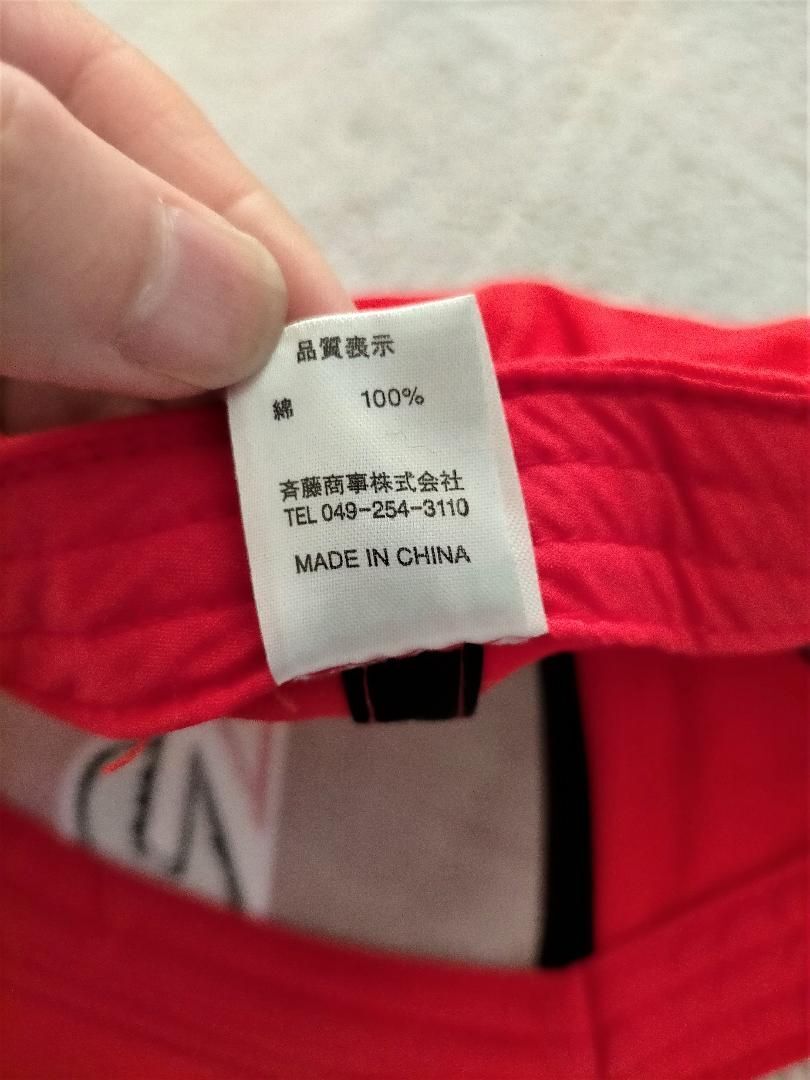 品質表示
綿 100%
斉藤商事株式会社
TEL 049-254-3110
MADE IN CHINA